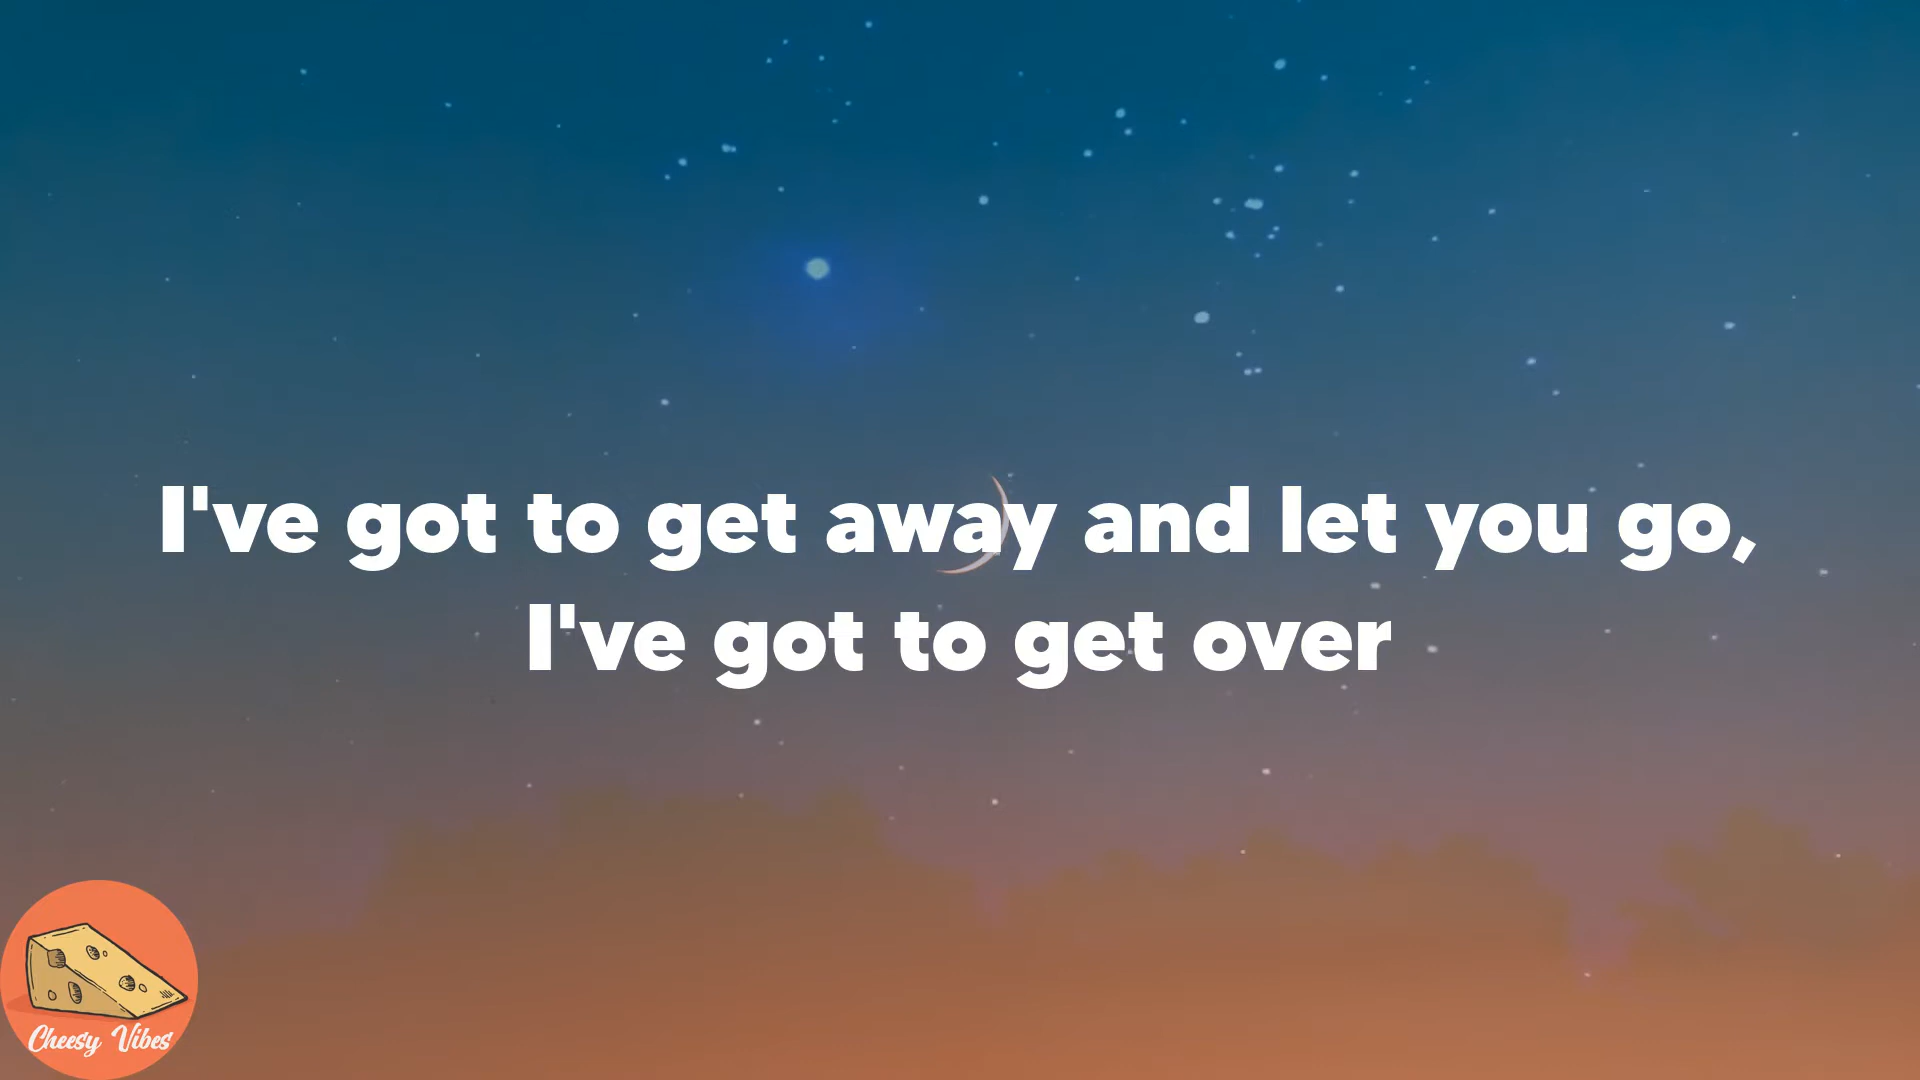 I've got to get away and let you go,
I've got to get over
Cheesy Vibes